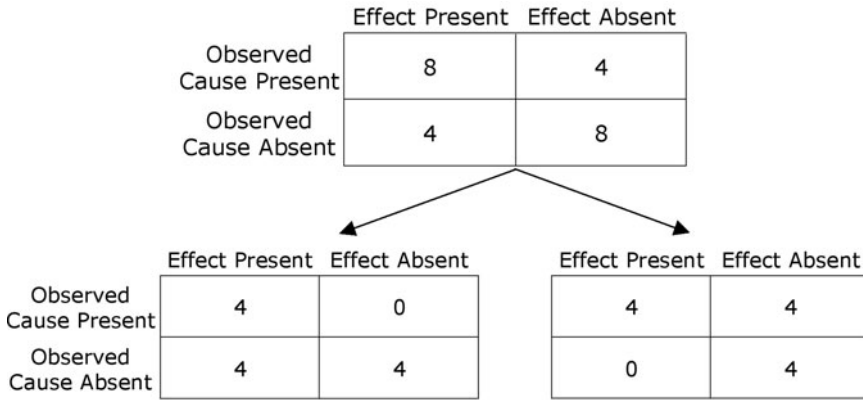 Effect Present Effect Absent
Observed
Cause Present
8 4
Observed
Cause Absent
4 8
Effect Present Effect Absent
Observed
Cause Present
4 0
Observed
Cause Absent
4 4
Effect Present Effect Absent
4 4
0 4